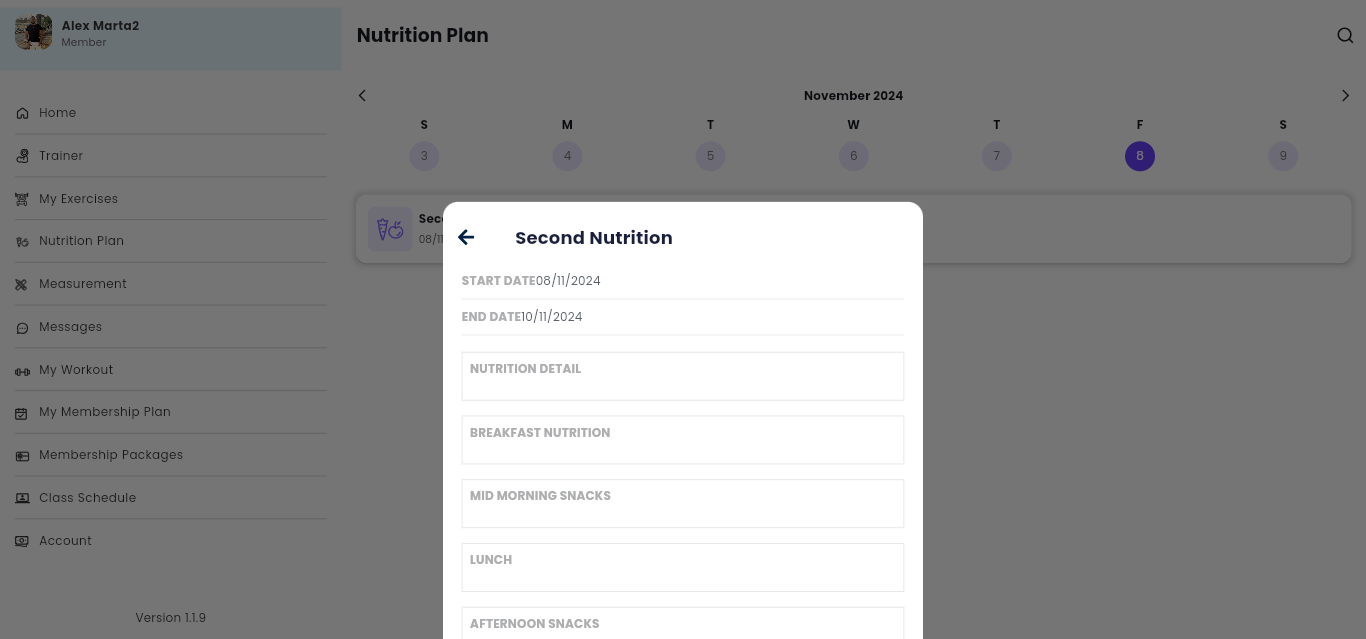 Alex Marta2
Member
Home
Trainer
My Exercises
Nutrition Plan
Measurement
Messages
My Workout
My Membership Plan
Membership Packages
Class Schedule
Account
Version 1.1.9
Nutrition Plan
November 2024
S M T W T F S
3 4 5 6 7 8 9
Sec
08/11
Second Nutrition
START DATE08/11/2024
END DATE10/11/2024
NUTRITION DETAIL
BREAKFAST NUTRITION
MID MORNING SNACKS
LUNCH
AFTERNOON SNACKS